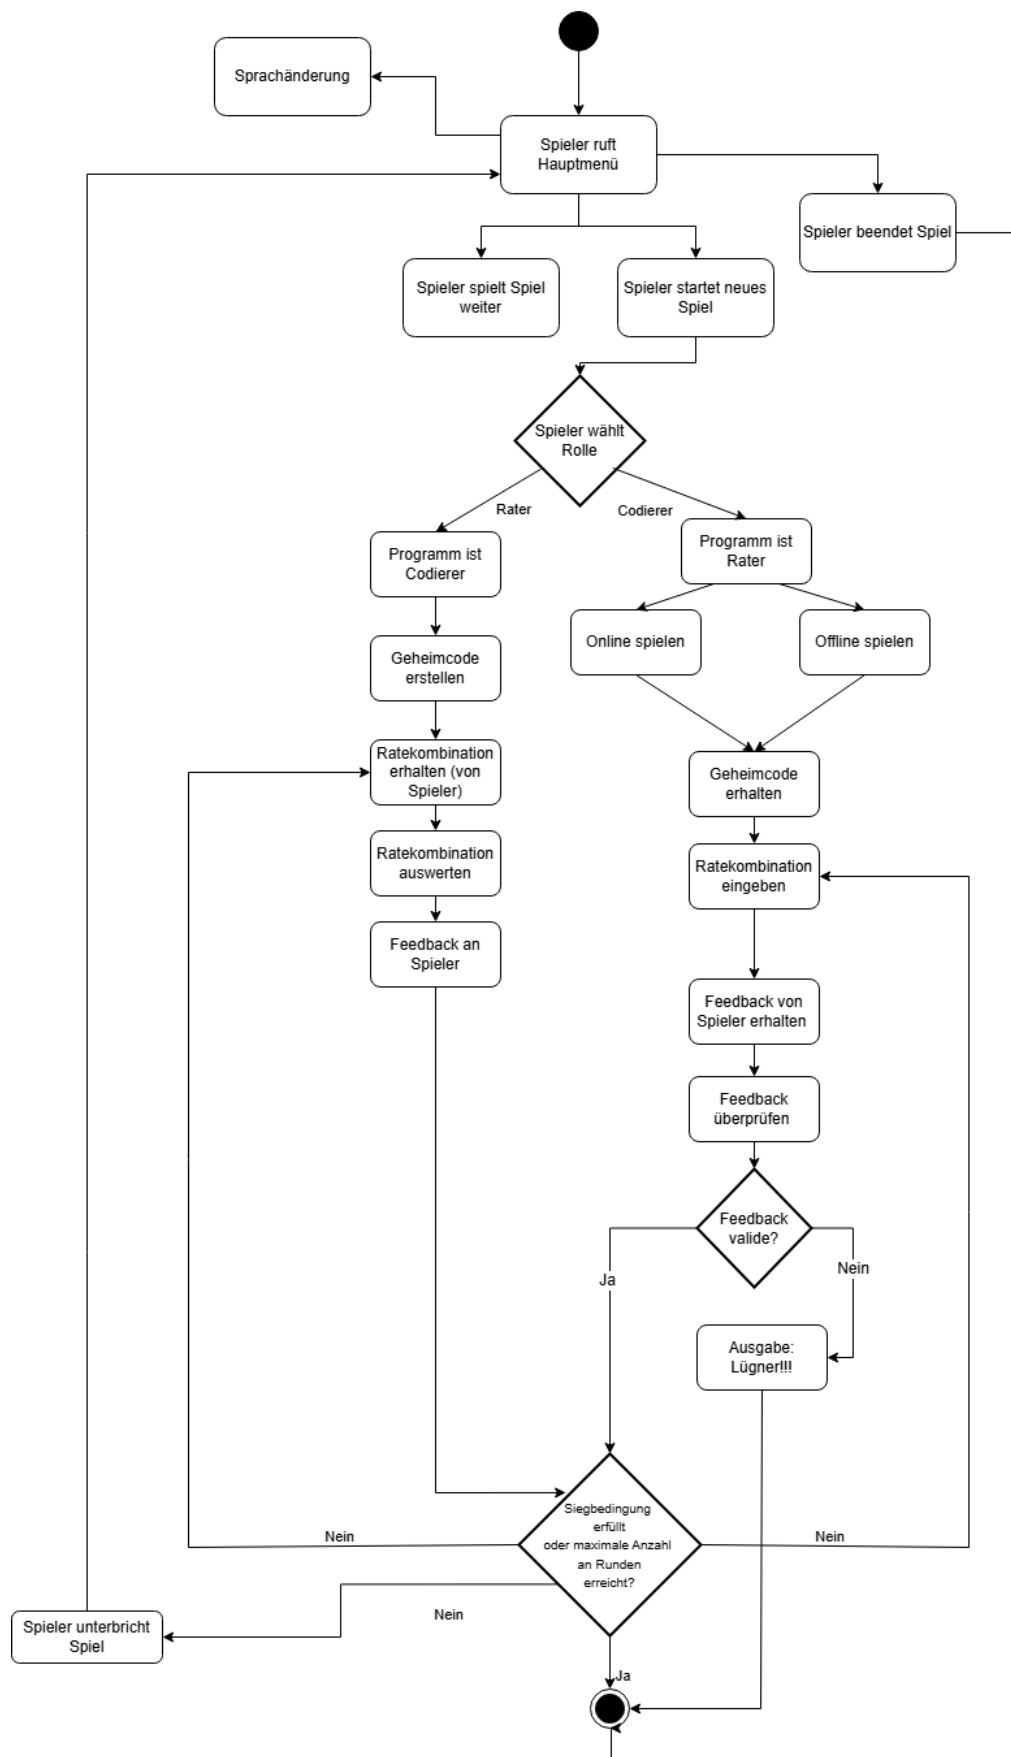 Sprachänderung
Spieler ruft
Hauptmenü
Spieler beendet Spiel
Spieler spielt Spiel
weiter
Spieler startet neues
Spiel
Spieler wählt
Rolle
Rater
Codierer
Programm ist
Codierer
Programm ist
Rater
Online spielen
Offline spielen
Geheimcode
erstellen
Ratekombination
erhalten (von
Spieler)
Geheimcode
erhalten
Ratekombination
auswerten
Ratekombination
eingeben
Feedback an
Spieler
Feedback von
Spieler erhalten
Feedback
überprüfen
Feedback
valide?
Ja
Nein
Ausgabe:
Lügner!!!
Siegbedingung
erfüllt
oder maximale Anzahl
an Runden
erreicht?
Nein
Nein
Nein
Spieler unterbricht
Spiel
Ja